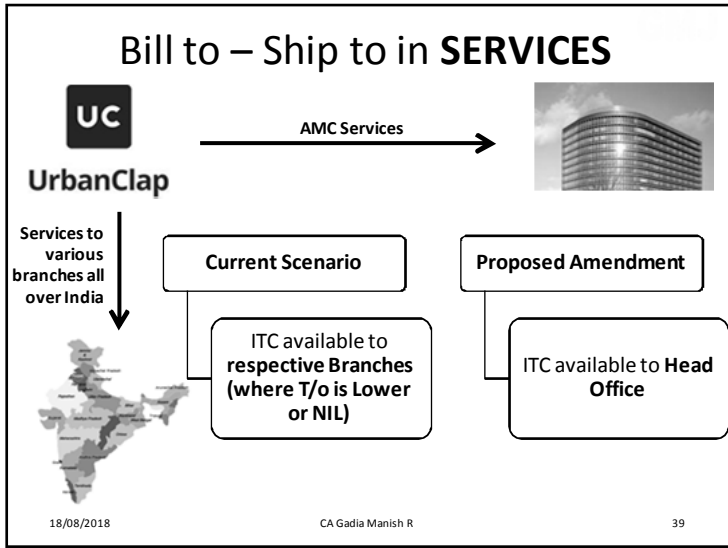 Bill to – Ship to in SERVICES
UC
UrbanClap
AMC Services
Services to
various
branches all
over India
Current Scenario
ITC available to
respective Branches
(where T/o is Lower
or NIL)
Proposed Amendment
ITC available to Head
Office
18/08/2018
CA Gadia Manish R
39